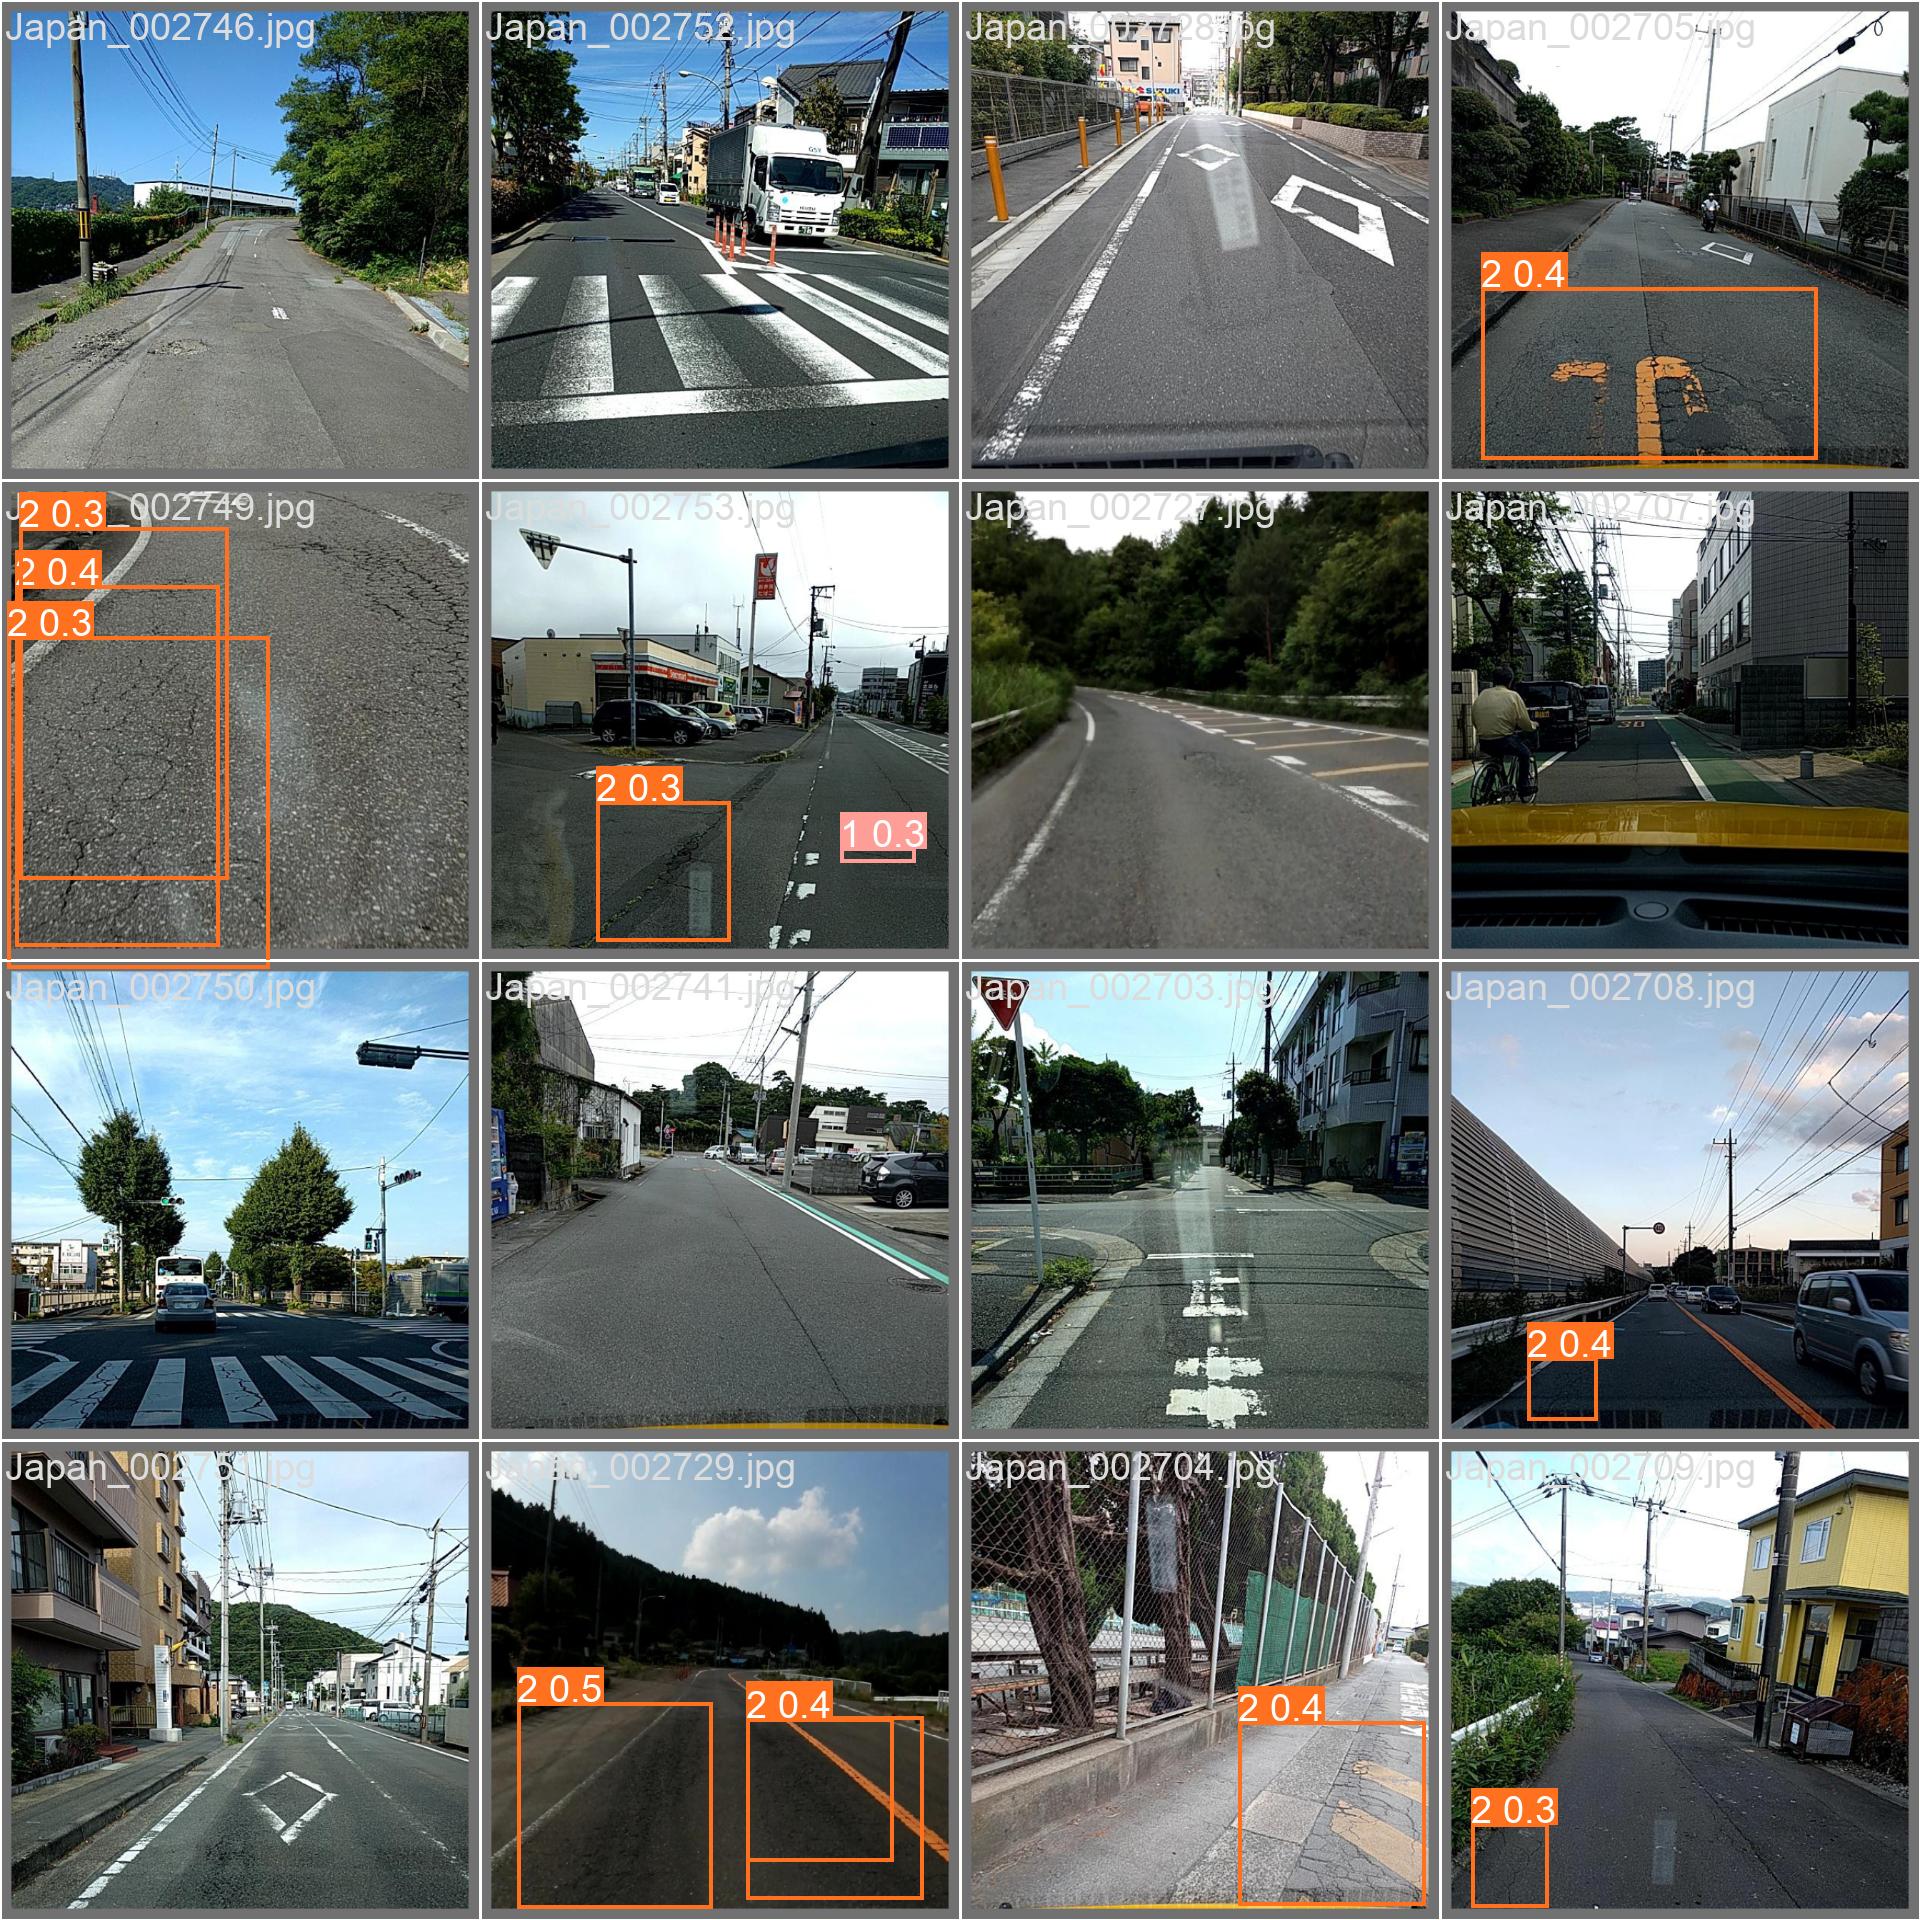 Japan_002746.jpg
Japan_002752.jpg
GSY
Japan_002728.jpg
SUZUKI
Japan_002705.jpg
2 0.4
Japan_002749.jpg
2 0.3
2 0.4
2 0.3
Japan_002753.jpg
2 0.3
1 0.3
Japan_002727.jpg
Japan_002707.jpg
30
Japan_002750.jpg
Japan_002741.jpg
Japan_002703.jpg
Japan_002708.jpg
2 0.4
Japan_002731.jpg
Japan_002729.jpg
2 0.5
2 0.4
Japan_002704.jpg
2 0.4
Japan_002709.jpg
2 0.3